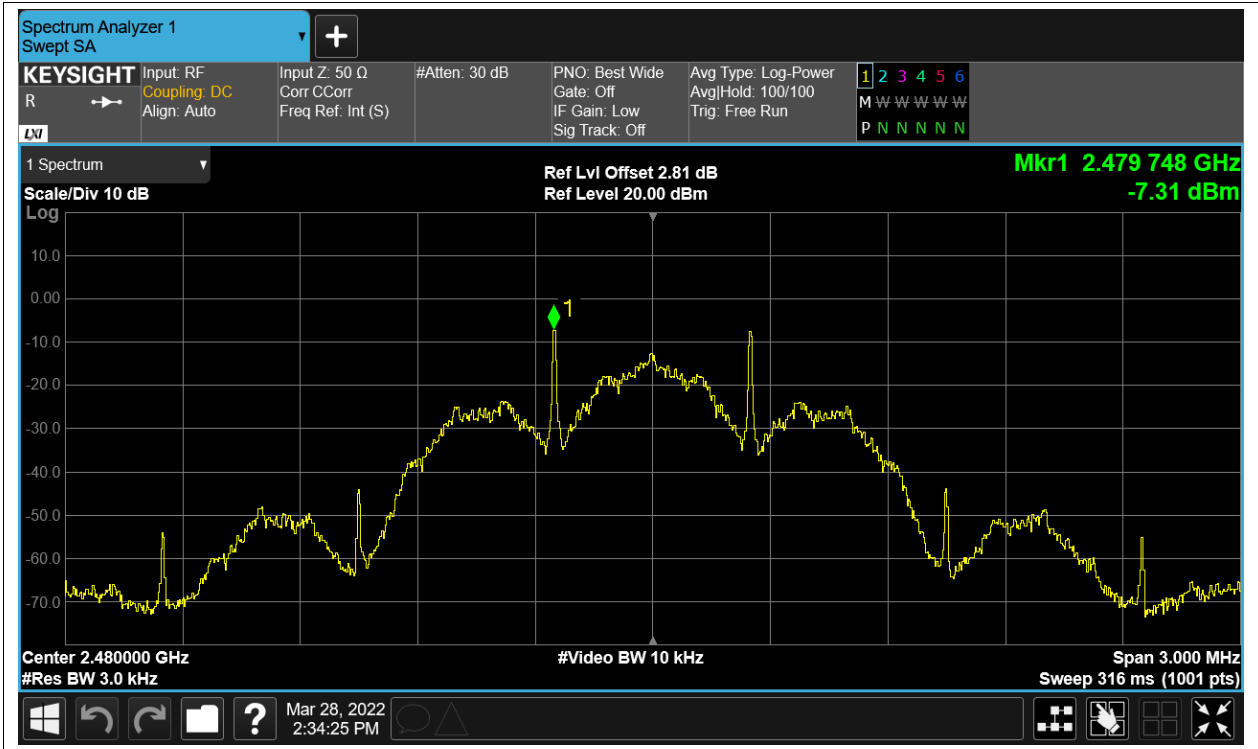 Spectrum Analyzer 1
Swept SA
KEYSIGHT
R
LXI
Input: RF
Coupling: DC
Align: Auto
Input Z: 50 Ω
Corr CCorr
Freq Ref: Int (S)
#Atten: 30 dB
PNO: Best Wide
Gate: Off
IF Gain: Low
Sig Track: Off
Avg Type: Log-Power
Avg|Hold: 100/100
Trig: Free Run
1 2 3 4 5 6
M W W W W W
P N N N N N
1 Spectrum
Scale/Div 10 dB
Log
Ref Lvl Offset 2.81 dB
Ref Level 20.00 dBm
Mkr1 2.479 748 GHz
-7.31 dBm
10.0
0.00
1
-10.0
-20.0
-30.0
-40.0
-50.0
-60.0
-70.0
Center 2.480000 GHz
#Video BW 10 kHz
Span 3.000 MHz
#Res BW 3.0 kHz
Sweep 316 ms (1001 pts)
?
Mar 28, 2022
2:34:25 PM